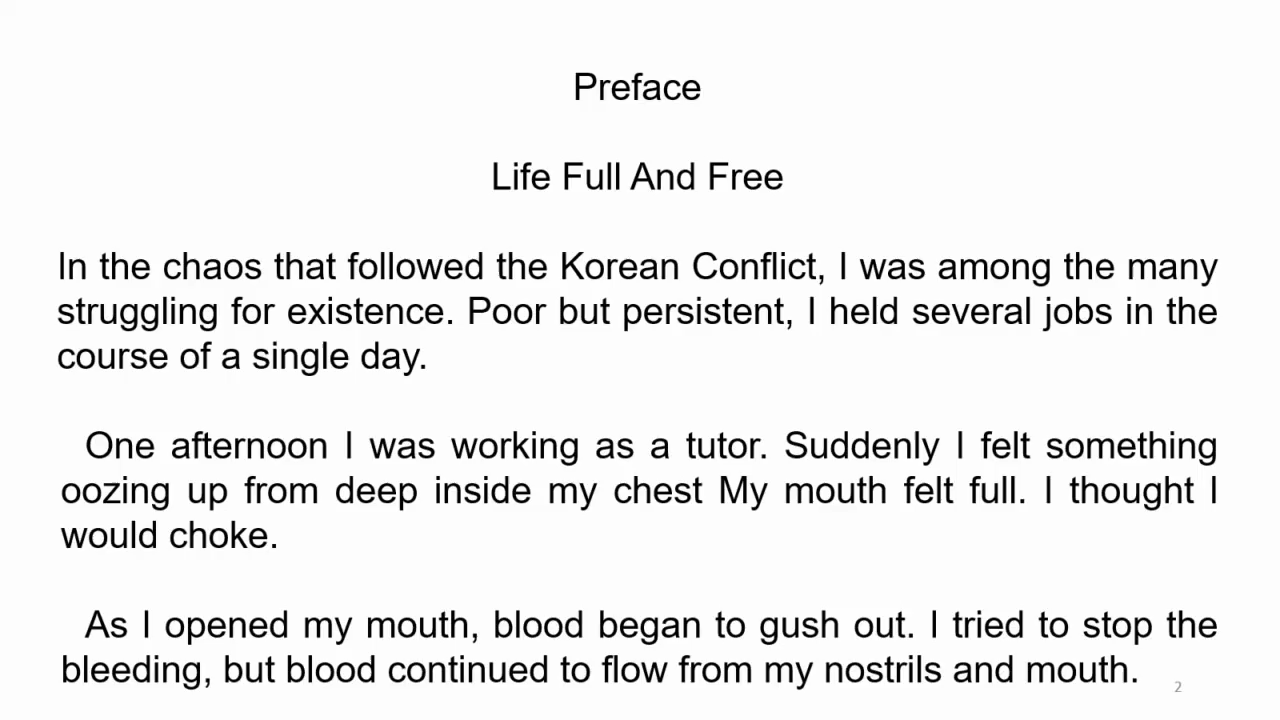 Preface
Life Full And Free
In the chaos that followed the Korean Conflict, I was among the many
struggling for existence. Poor but persistent, I held several jobs in the
course of a single day.
One afternoon I was working as a tutor. Suddenly I felt something
oozing up from deep inside my chest My mouth felt full. I thought I
would choke.
As I opened my mouth, blood began to gush out. I tried to stop the
bleeding, but blood continued to flow from my nostrils and mouth.
2